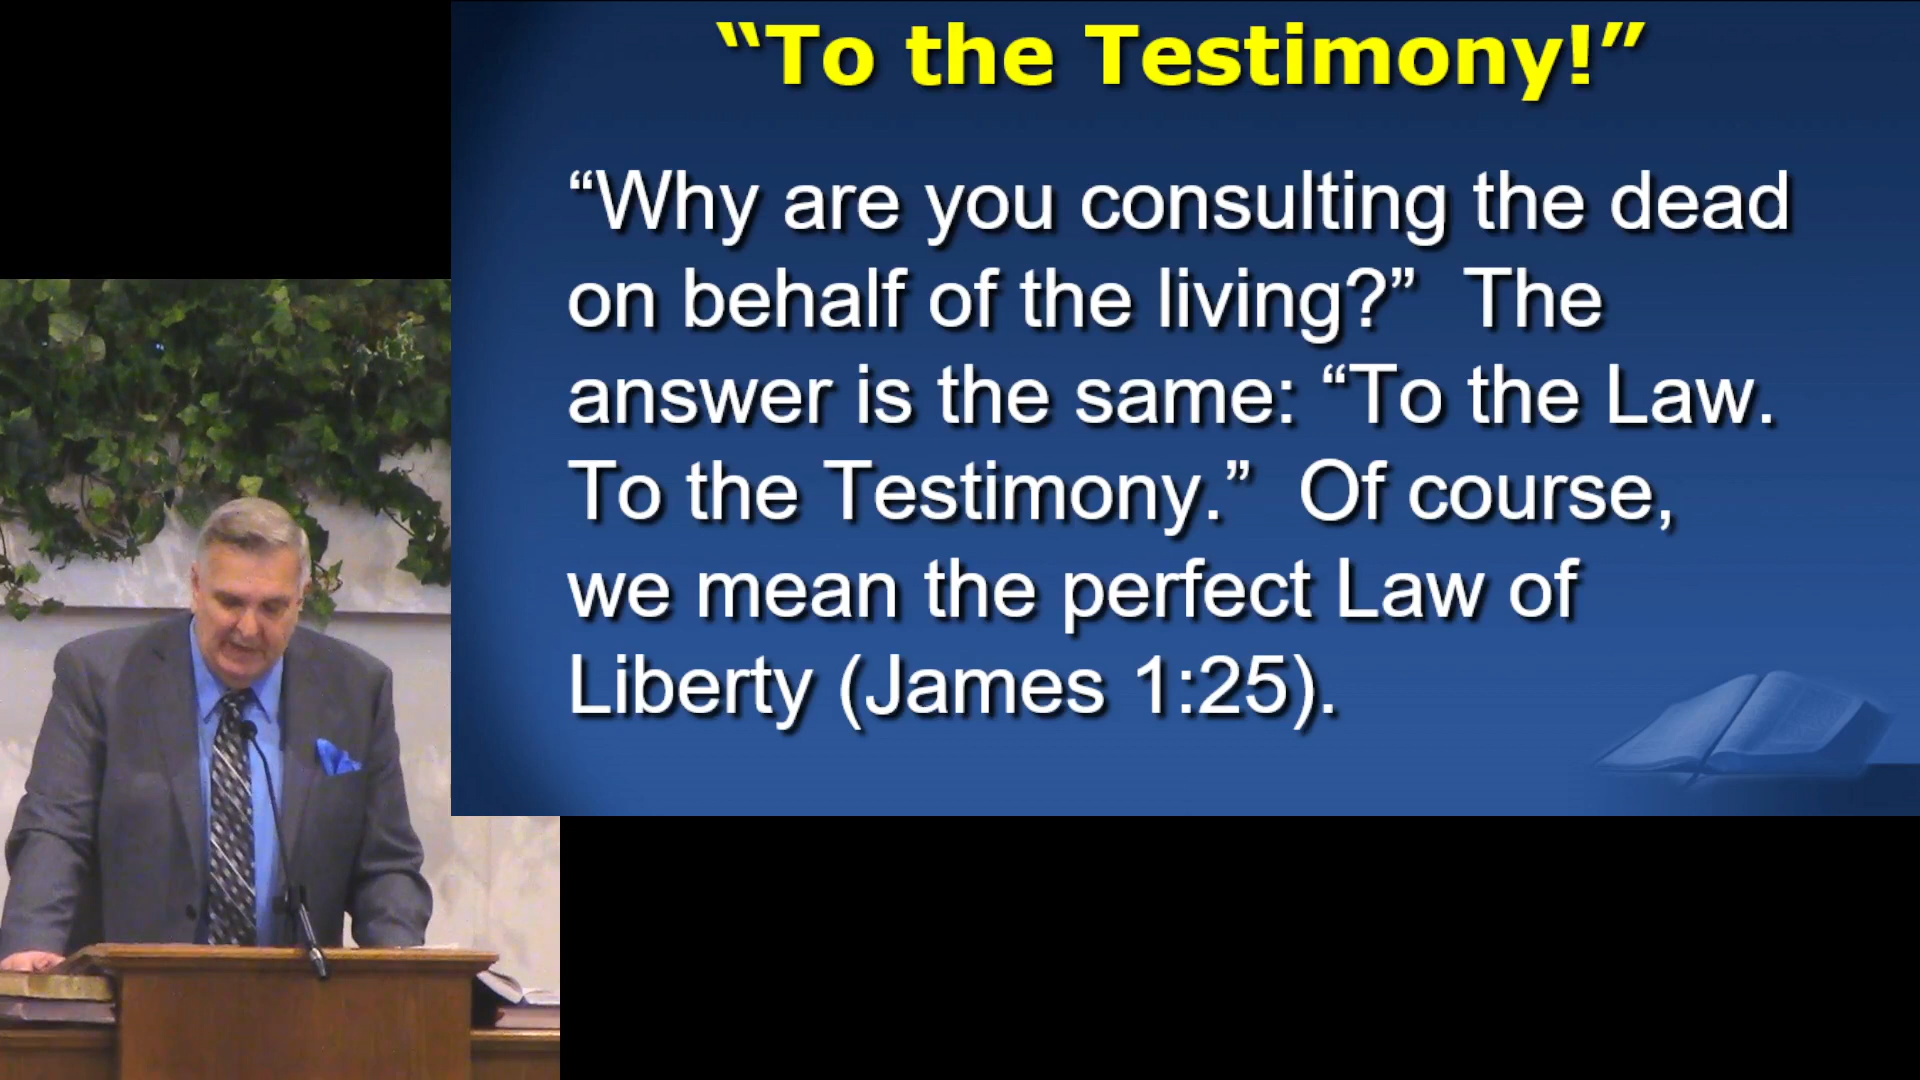 “To the Testimony!”
“Why are you consulting the dead
on behalf of the living?”  The
answer is the same: “To the Law.
To the Testimony.”  Of course,
we mean the perfect Law of
Liberty (James 1:25).